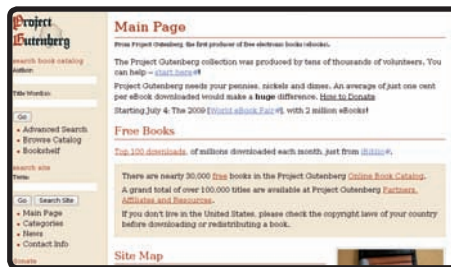 Project
Gutenberg
search book catalog
Author:
Title Word(s):
Go
Advanced Search
Browse Catalog
Bookshelf
search site
Term:
Go Search Site
Main Page
Categories
News
Contact Info
donate
Main Page
From Project Gutenberg, the first producer of free electronic books (ebooks).
The Project Gutenberg collection was produced by tens of thousands of volunteers. You
can help – start here!
Project Gutenberg needs your pennies, nickels and dimes. An average of just one cent
per eBook downloaded would make a huge difference. How to Donate
Starting July 4: The 2009 World eBook Fair, with 2 million eBooks!
Free Books
Top 100 downloads, of millions downloaded each month, just from iBiblio.
There are nearly 30,000 free books in the Project Gutenberg Online Book Catalog.
A grand total of over 100,000 titles are available at Project Gutenberg Partners,
Affiliates and Resources.
If you don't live in the United States, please check the copyright laws of your country
before downloading or redistributing a book.
Site Map